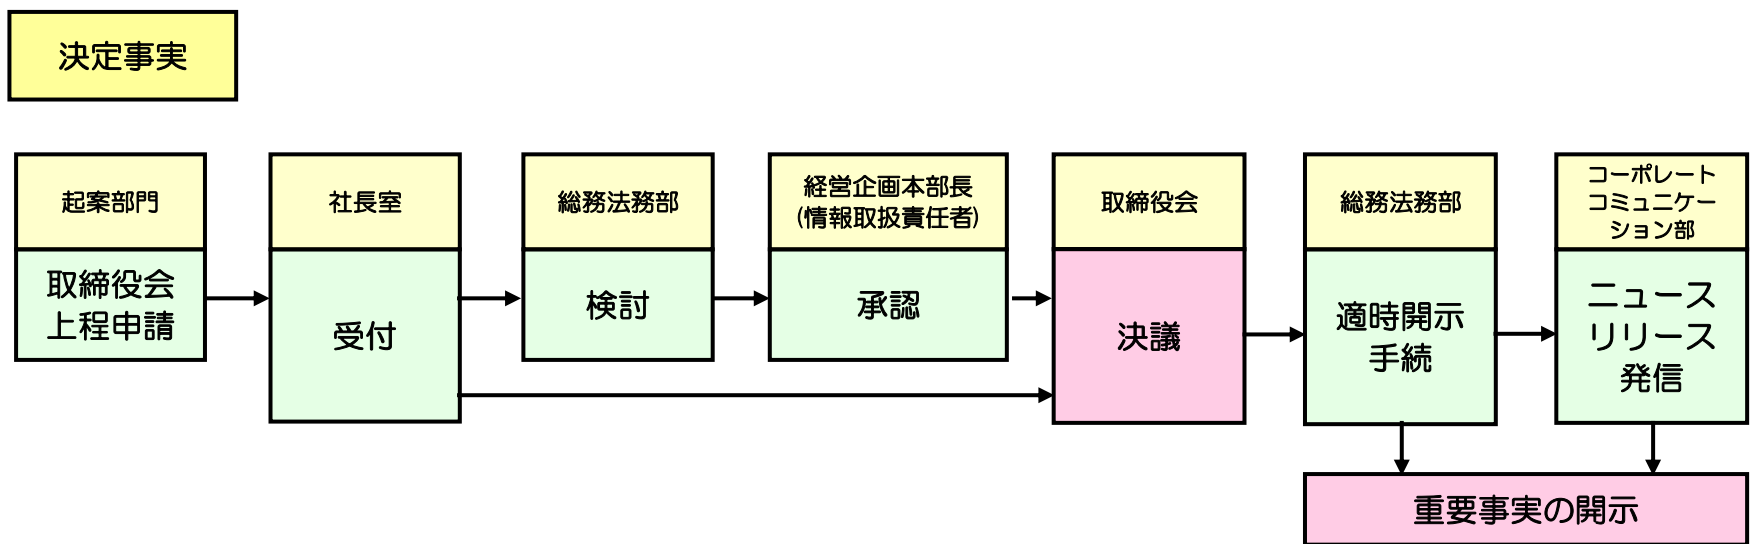 決定事実
起案部門
取締役会
上程申請
社長室
受付
総務法務部
検討
経営企画本部長
(情報取扱責任者)
承認
取締役会
決議
総務法務部
適時開示
手続
コーポレート
コミュニケー
ション部
ニュース
リリース
発信
重要事実の開示